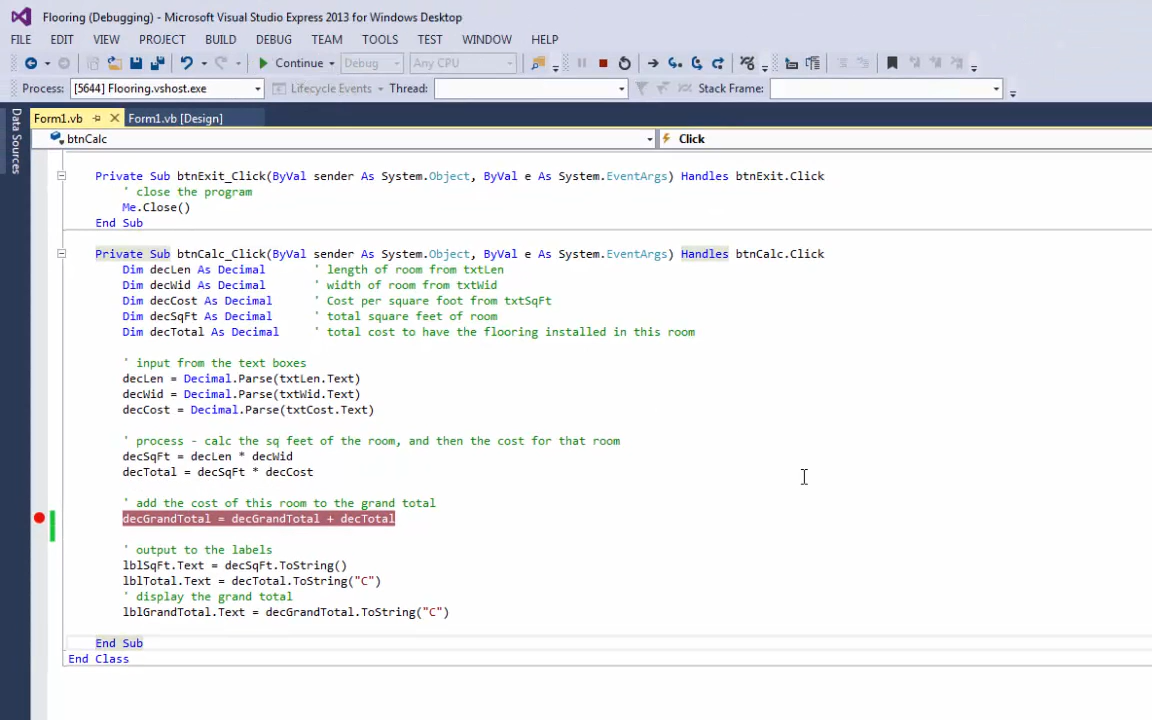 Flooring (Debugging) - Microsoft Visual Studio Express 2013 for Windows Desktop
FILE EDIT VIEW PROJECT BUILD DEBUG TEAM TOOLS TEST WINDOW HELP
Continue Debug Any CPU
Process: [5644] Flooring.vshost.exe Lifecycle Events Thread: Stack Frame:
Data Sources
Form1.vb Form1.vb [Design]
btnCalc Click
Private Sub btnExit_Click(ByVal sender As System.Object, ByVal e As System.EventArgs) Handles btnExit.Click
' close the program
Me.Close()
End Sub
Private Sub btnCalc_Click(ByVal sender As System.Object, ByVal e As System.EventArgs) Handles btnCalc.Click
Dim decLen As Decimal ' length of room from txtLen
Dim decWid As Decimal ' width of room from txtWid
Dim decCost As Decimal ' Cost per square foot from txtSqFt
Dim decSqFt As Decimal ' total square feet of room
Dim decTotal As Decimal ' total cost to have the flooring installed in this room
' input from the text boxes
decLen = Decimal.Parse(txtLen.Text)
decWid = Decimal.Parse(txtWid.Text)
decCost = Decimal.Parse(txtCost.Text)
' process - calc the sq feet of the room, and then the cost for that room
decSqFt = decLen * decWid
decTotal = decSqFt * decCost
' add the cost of this room to the grand total
decGrandTotal = decGrandTotal + decTotal
' output to the labels
lblSqFt.Text = decSqFt.ToString()
lblTotal.Text = decTotal.ToString("C")
' display the grand total
lblGrandTotal.Text = decGrandTotal.ToString("C")
End Sub
End Class